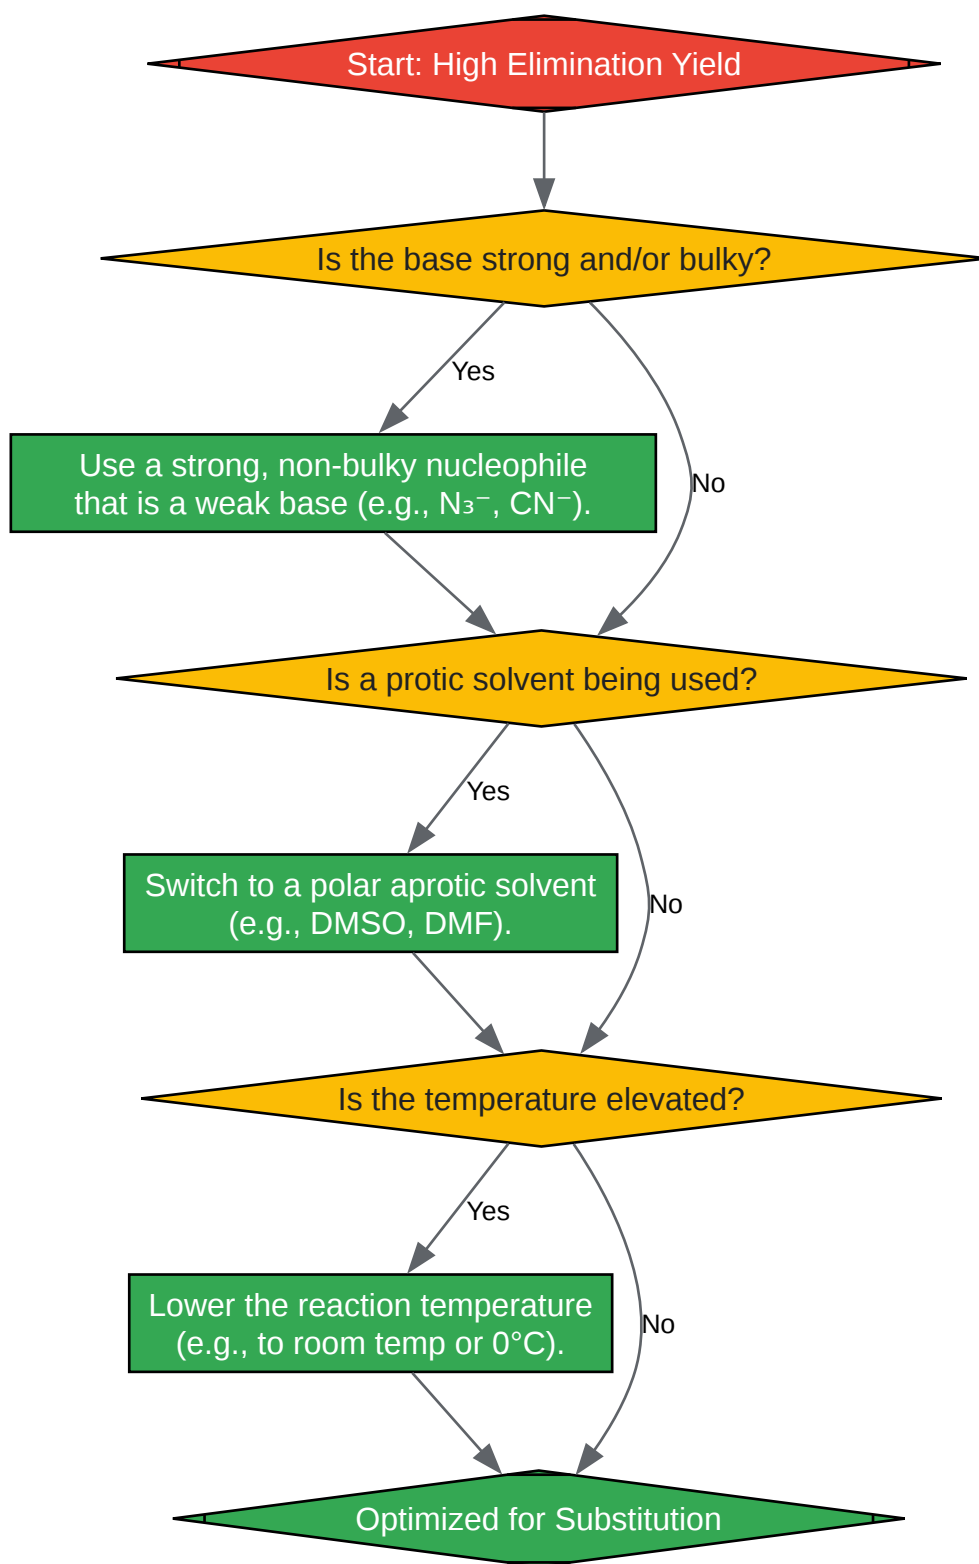 Start: High Elimination Yield
Is the base strong and/or bulky?
Yes
Use a strong, non-bulky nucleophile
that is a weak base (e.g., N₃⁻, CN⁻).
No
Is a protic solvent being used?
Yes
Switch to a polar aprotic solvent
(e.g., DMSO, DMF).
No
Is the temperature elevated?
Yes
Lower the reaction temperature
(e.g., to room temp or 0°C).
No
Optimized for Substitution